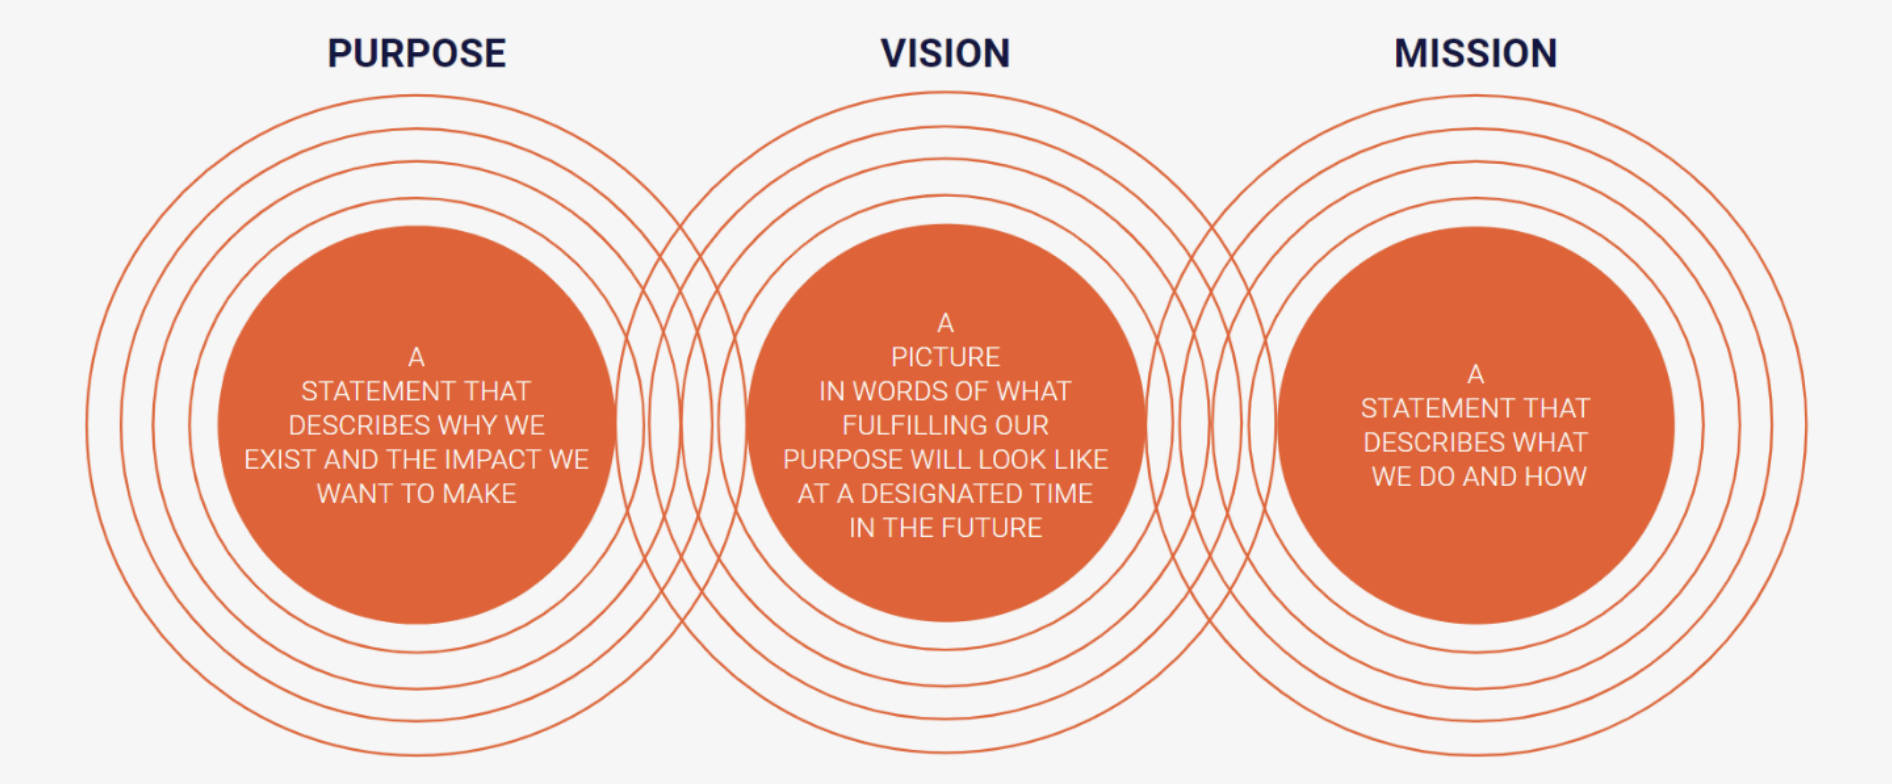 PURPOSE
A
STATEMENT THAT
DESCRIBES WHY WE
EXIST AND THE IMPACT WE
WANT TO MAKE
VISION
A
PICTURE
IN WORDS OF WHAT
FULFILLING OUR
PURPOSE WILL LOOK LIKE
AT A DESIGNATED TIME
IN THE FUTURE
MISSION
A
STATEMENT THAT
DESCRIBES WHAT
WE DO AND HOW